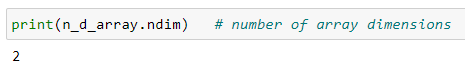 print(n_d_array.ndim)   # number of array dimensions
2